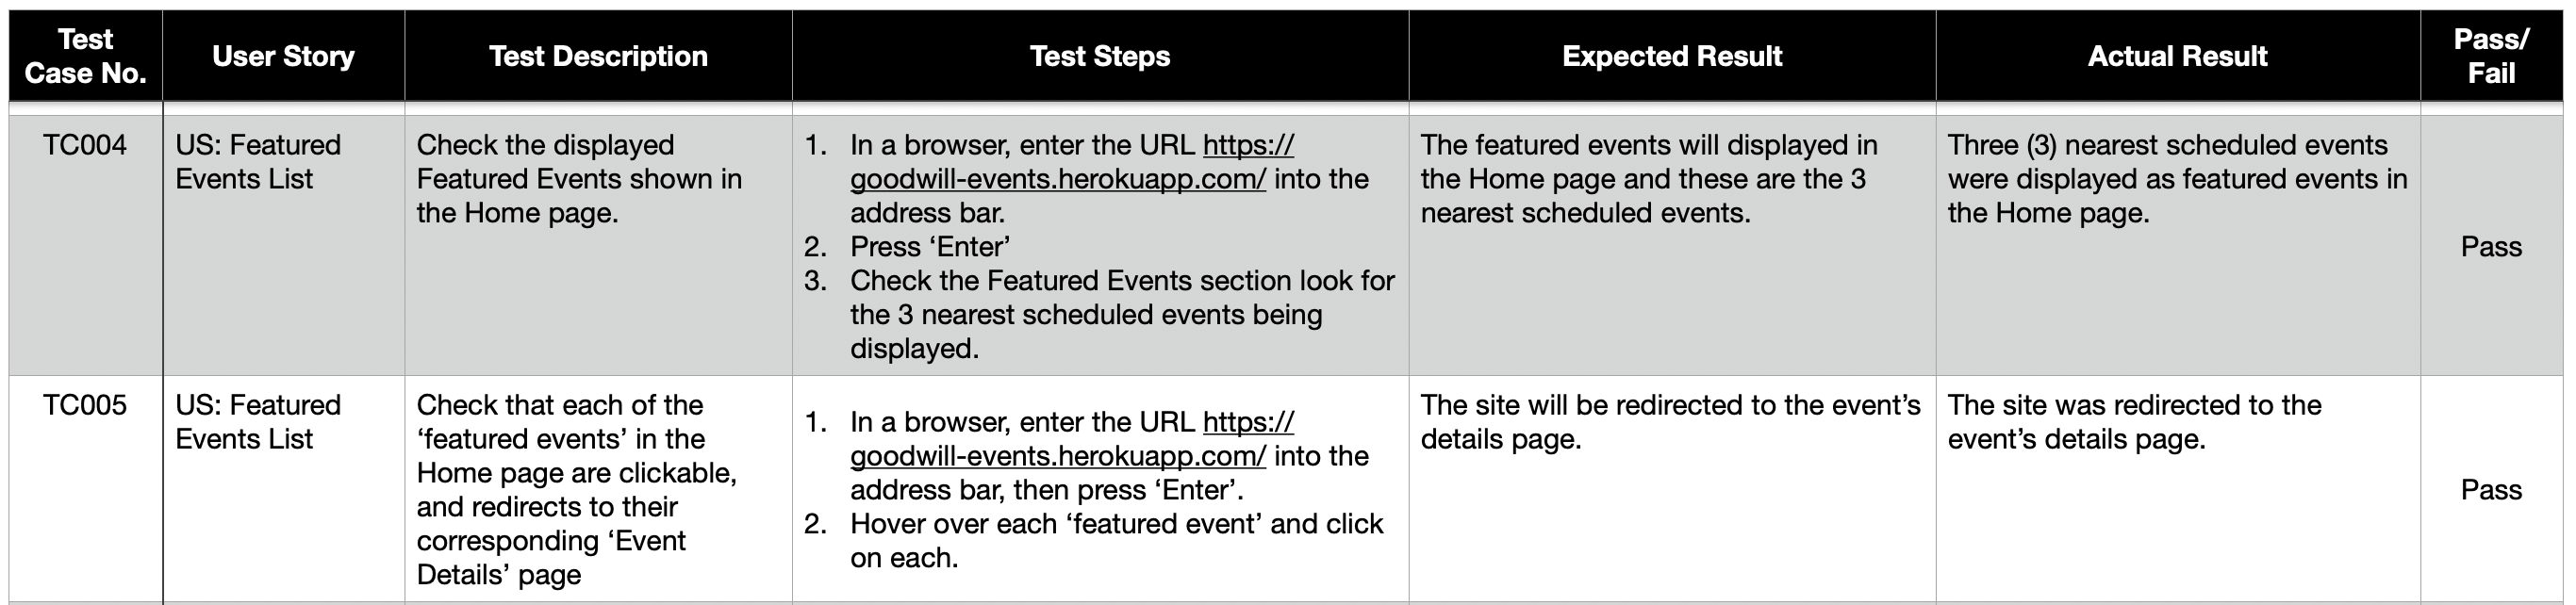 Test
Case No.
User Story
Test Description
Test Steps
Expected Result
Actual Result
Pass/
Fail
TC004
US: Featured
Events List
Check the displayed
Featured Events shown in
the Home page.
1. In a browser, enter the URL https://
goodwill-events.herokuapp.com/ into the
address bar.
2. Press ‘Enter’
3. Check the Featured Events section look for
the 3 nearest scheduled events being
displayed.
The featured events will displayed in
the Home page and these are the 3
nearest scheduled events.
Three (3) nearest scheduled events
were displayed as featured events in
the Home page.
Pass
TC005
US: Featured
Events List
Check that each of the
‘featured events’ in the
Home page are clickable,
and redirects to their
corresponding ‘Event
Details’ page
1. In a browser, enter the URL https://
goodwill-events.herokuapp.com/ into the
address bar, then press ‘Enter’.
2. Hover over each ‘featured event’ and click
on each.
The site will be redirected to the event’s
details page.
The site was redirected to the
event’s details page.
Pass